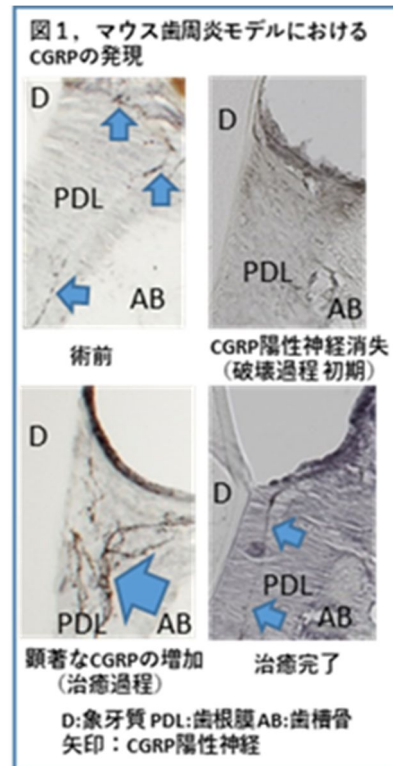 図1，マウス歯周炎モデルにおける
CGRPの発現
D
PDL
AB
術前
D
PDL
AB
CGRP陽性神経消失
（破壊過程 初期）
D
PDL
AB
顕著なCGRPの増加
（治癒過程）
D
PDL
AB
治癒完了
D:象牙質 PDL:歯根膜 AB:歯槽骨
矢印：CGRP陽性神経